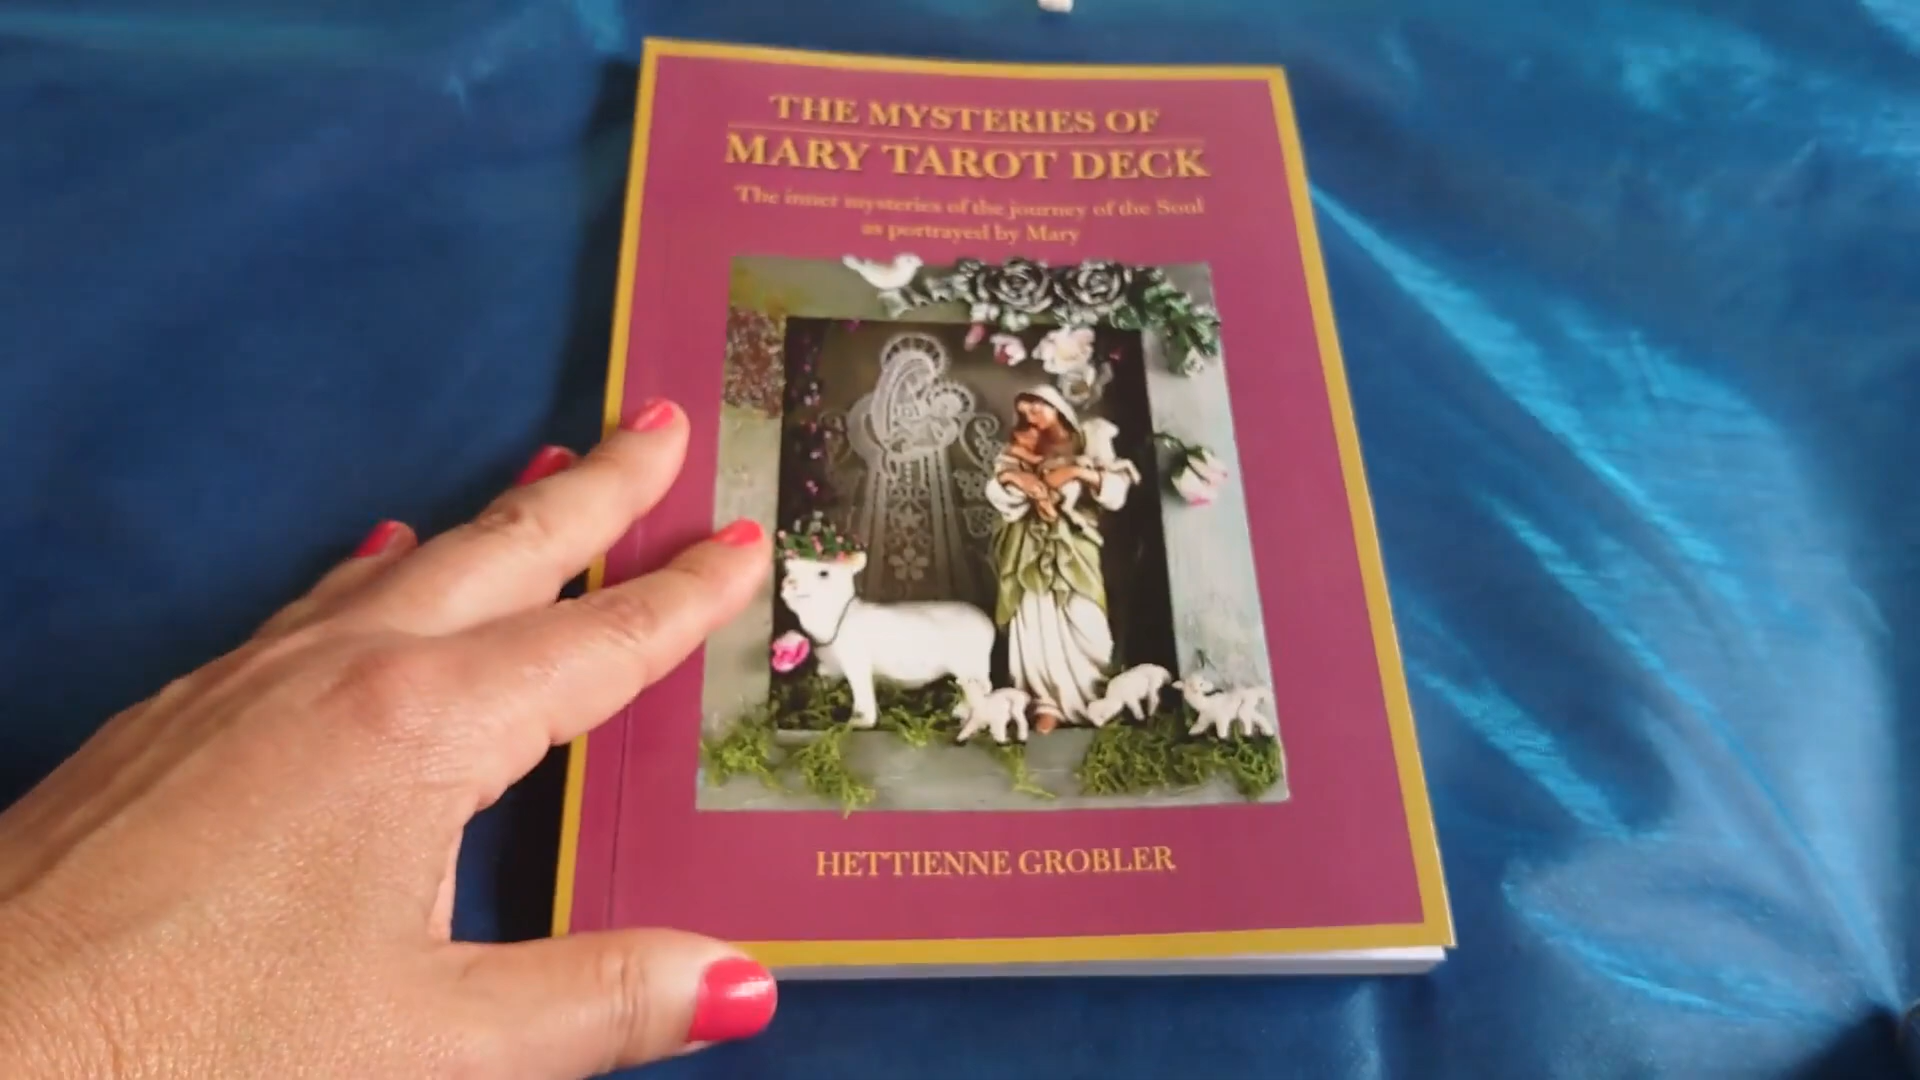 THE MYSTERIES OF
MARY TAROT DECK
The inner mysteries of the journey of the Soul
as portrayed by Mary
HETTIENNE GROBLER